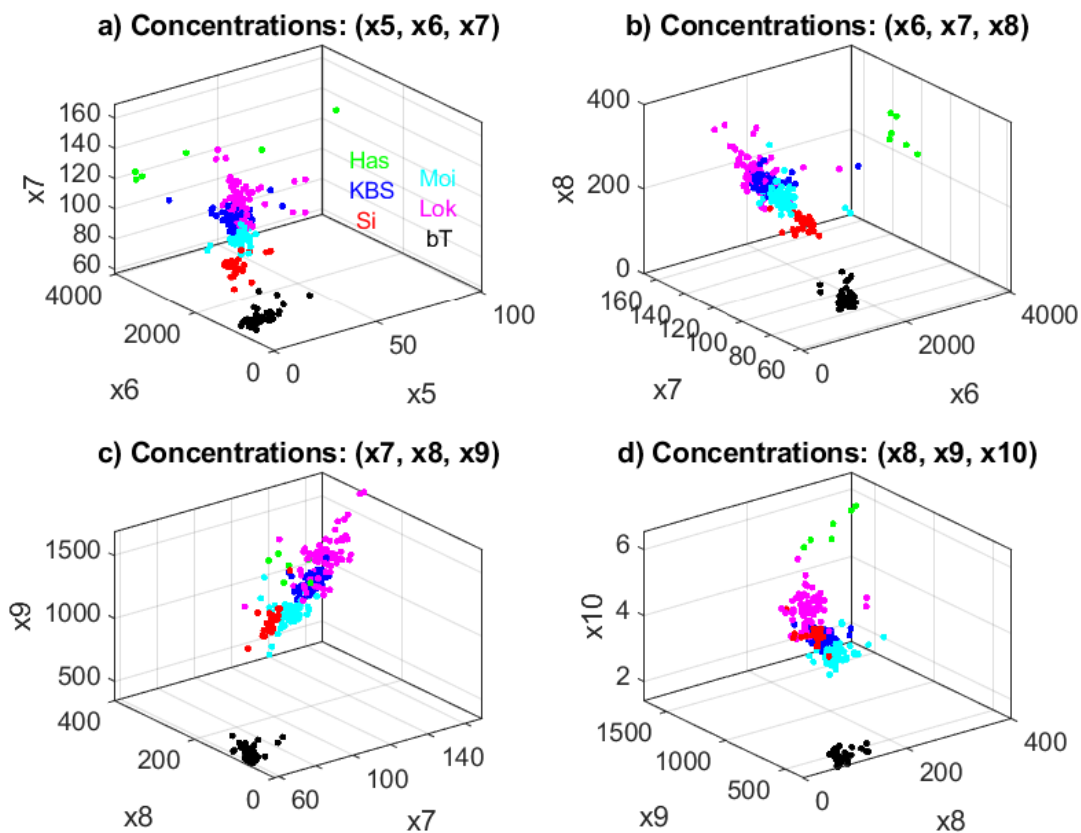 a) Concentrations: (x5, x6, x7)
b) Concentrations: (x6, x7, x8)
160
140
120
100
80
60
x7
4000
2000
0
x6
0
50
100
x5
Has
KBS
Si
Moi
Lok
bT
400
200
0
x8
160
140
120
100
80
60
x7
0
2000
4000
x6
c) Concentrations: (x7, x8, x9)
d) Concentrations: (x8, x9, x10)
1500
1000
500
x9
400
200
0
x8
60
100
140
x7
6
4
2
x10
1500
1000
500
x9
0
200
400
x8